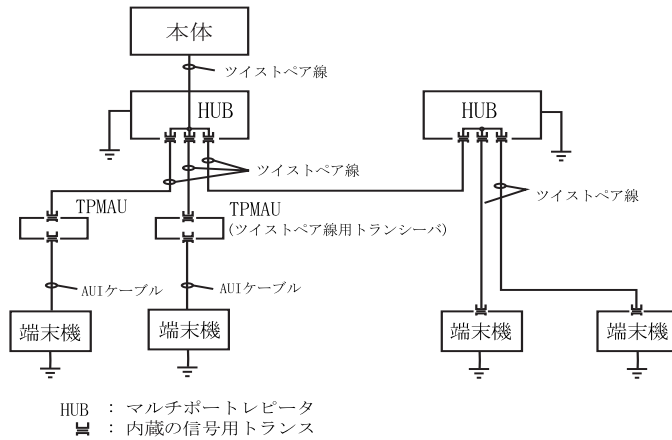 本体
ツイストペア線
HUB
HUB
ツイストペア線
ツイストペア線
TPMAU
TPMAU
(ツイストペア線用トランシーバ)
AUIケーブル
AUIケーブル
端末機
端末機
端末機
端末機
HUB : マルチポートレピータ
: 内蔵の信号用トランス